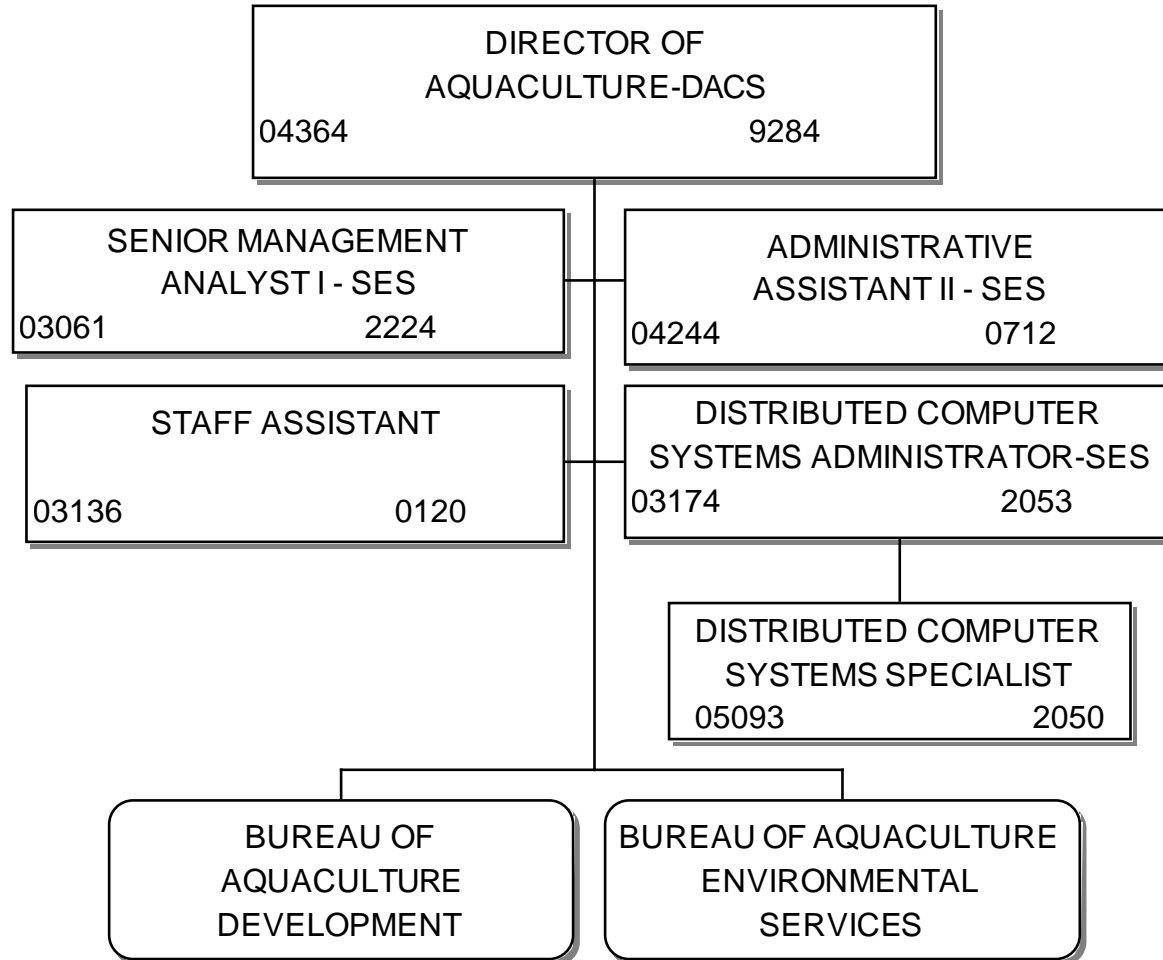 DIRECTOR OF
AQUACULTURE-DACS
04364 9284
SENIOR MANAGEMENT
ANALYST I - SES
03061 2224
ADMINISTRATIVE
ASSISTANT II - SES
04244 0712
STAFF ASSISTANT
03136 0120
DISTRIBUTED COMPUTER
SYSTEMS ADMINISTRATOR-SES
03174 2053
DISTRIBUTED COMPUTER
SYSTEMS SPECIALIST
05093 2050
BUREAU OF
AQUACULTURE
DEVELOPMENT
BUREAU OF AQUACULTURE
ENVIRONMENTAL
SERVICES